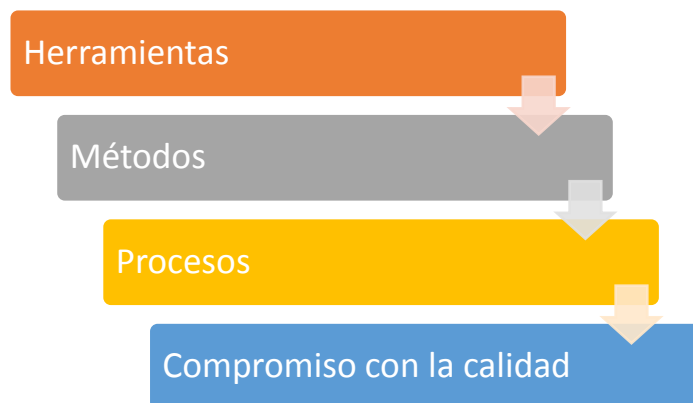 Herramientas
Métodos
Procesos
Compromiso con la calidad